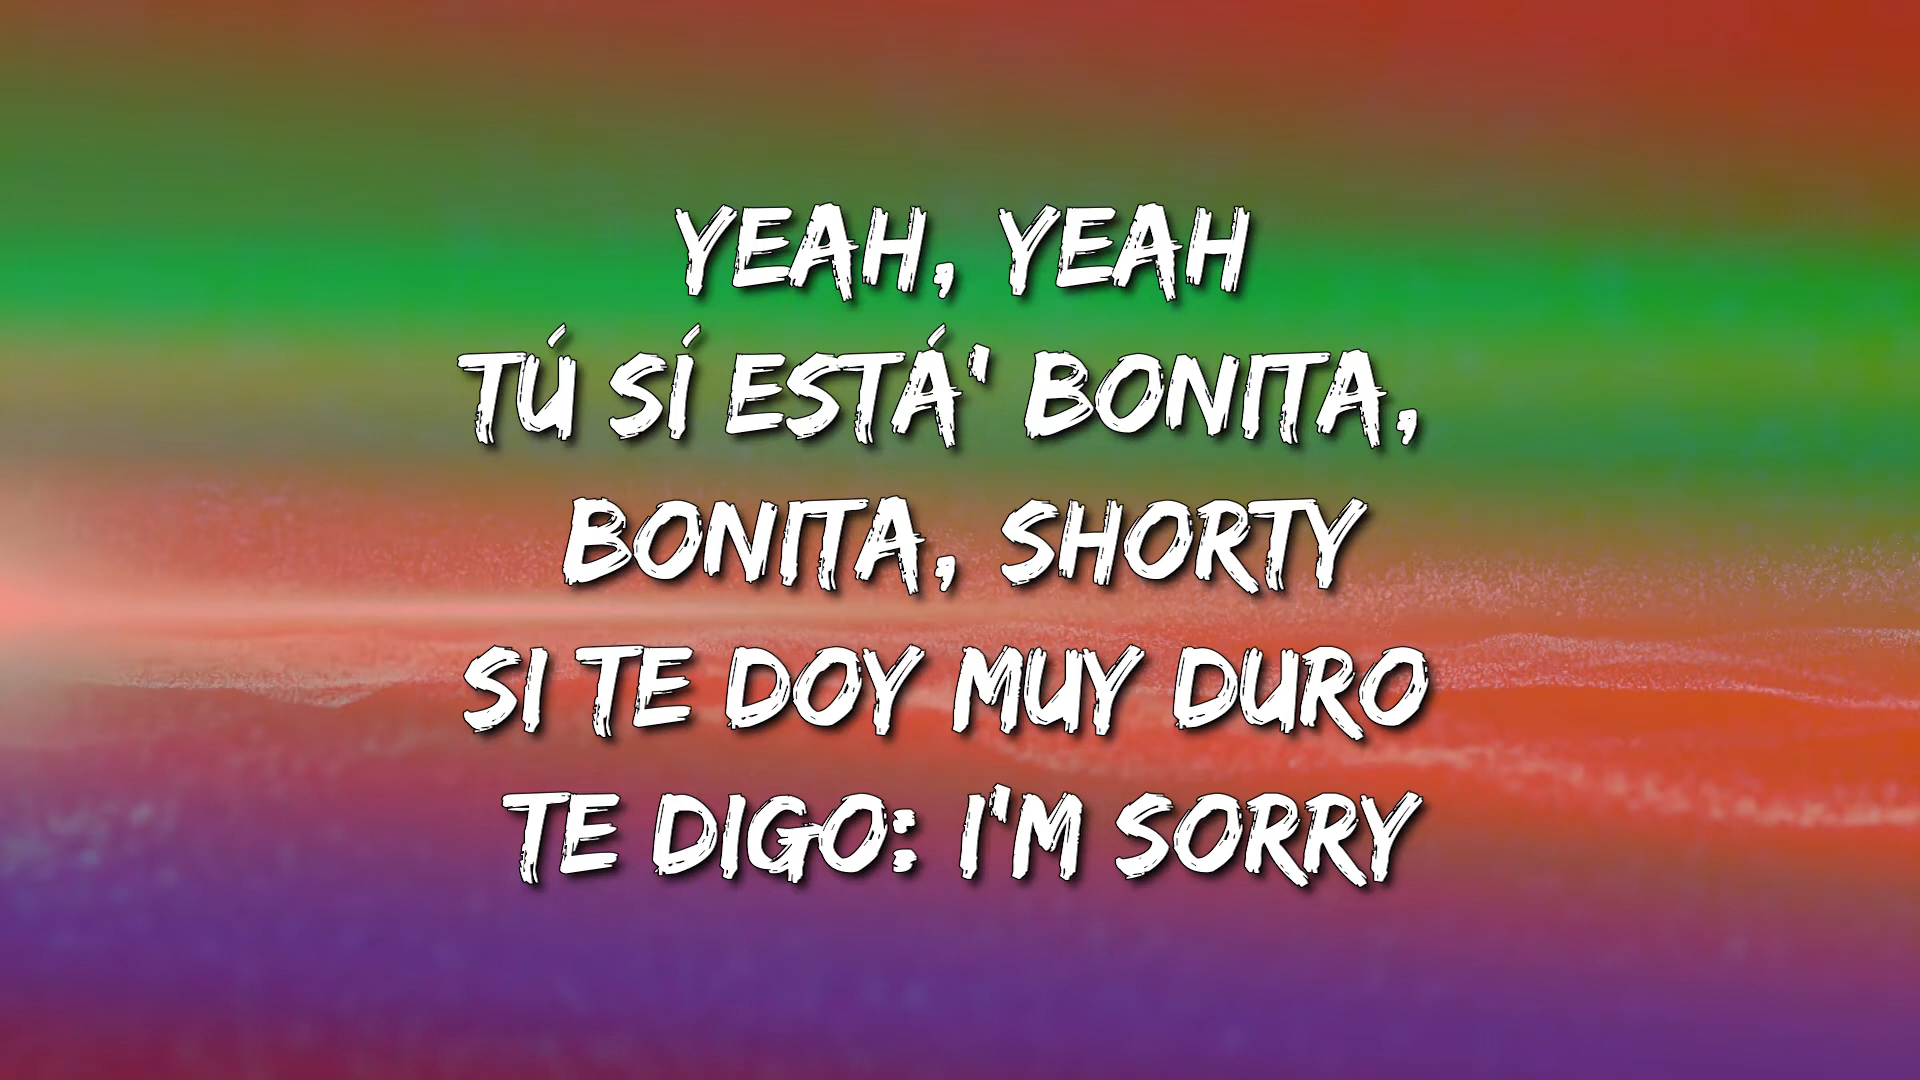 YEAH, YEAH
TÚ SÍ ESTÁ' BONITA,
BONITA, SHORTY
SI TE DOY MUY DURO
TE DIGO: I'M SORRY